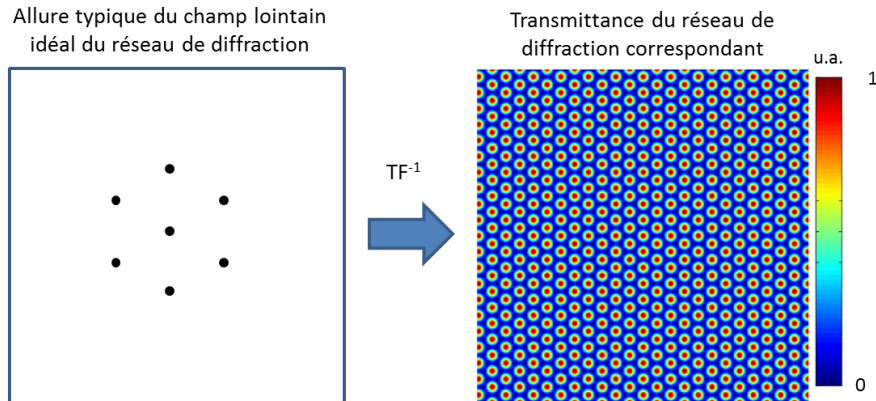 Allure typique du champ lointain
idéal du réseau de diffraction
Transmittance du réseau de
diffraction correspondant
u.a.
1
TF-1
0